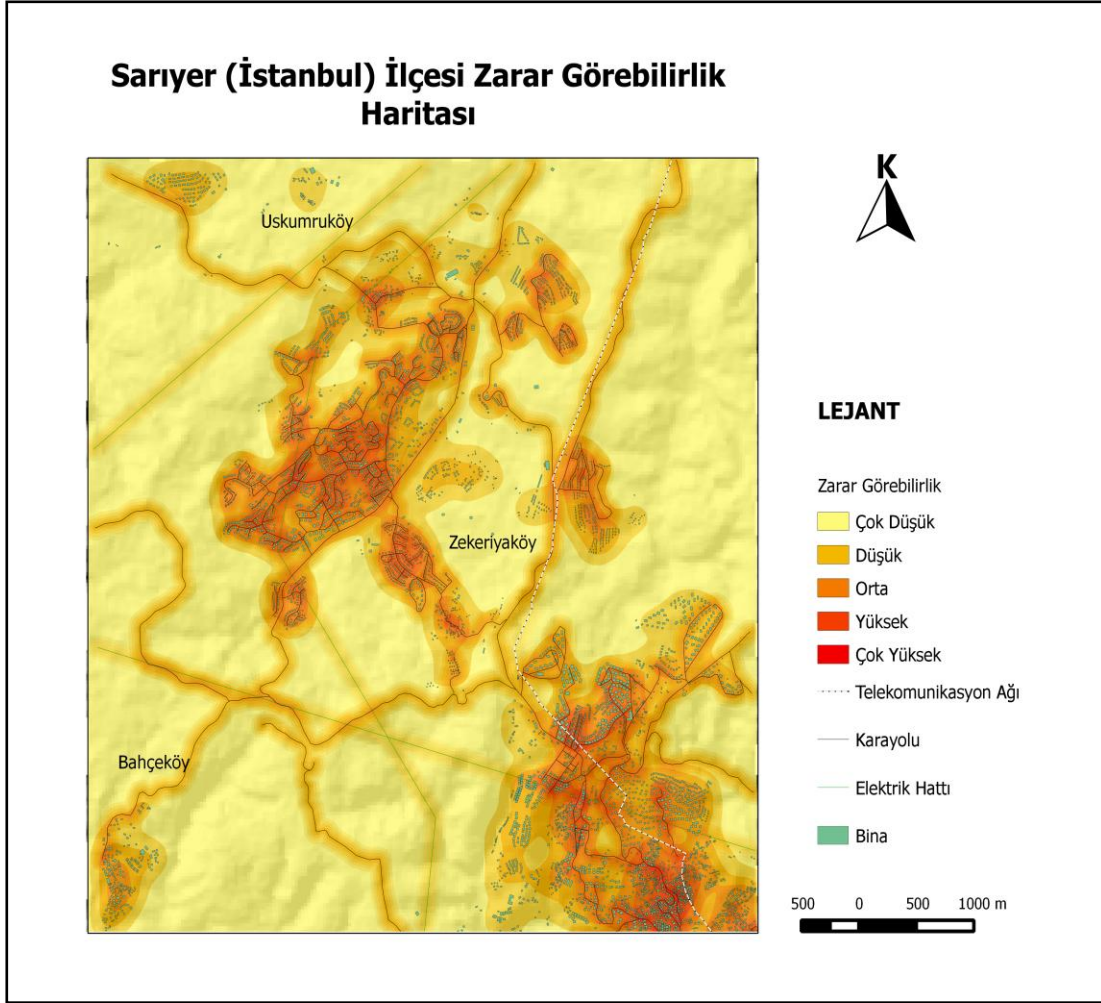 Sarıyer (İstanbul) İlçesi Zarar Görebilirlik
Haritası
K
Uskumruköy
Zekeriyaköy
Bahçeköy
LEJANT
Zarar Görebilirlik
Çok Düşük
Düşük
Orta
Yüksek
Çok Yüksek
Telekomunikasyon Ağı
Karayolu
Elektrik Hattı
Bina
500 0 500 1000 m